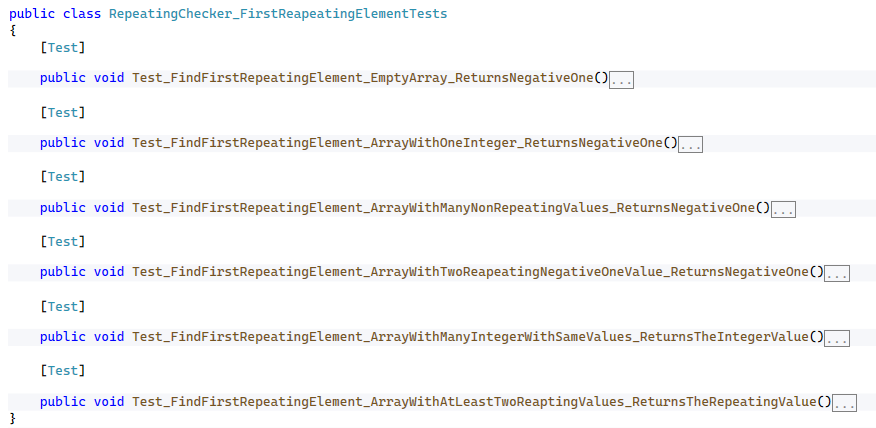 public class RepeatingChecker_FirstReapeatingElementTests
{
[Test]
public void Test_FindFirstRepeatingElement_EmptyArray_ReturnsNegativeOne()...
[Test]
public void Test_FindFirstRepeatingElement_ArrayWithOneInteger_ReturnsNegativeOne()...
[Test]
public void Test_FindFirstRepeatingElement_ArrayWithManyNonRepeatingValues_ReturnsNegativeOne()...
[Test]
public void Test_FindFirstRepeatingElement_ArrayWithTwoReapeatingNegativeOneValue_ReturnsNegativeOne()...
[Test]
public void Test_FindFirstRepeatingElement_ArrayWithManyIntegerWithSameValues_ReturnsTheIntegerValue()...
[Test]
public void Test_FindFirstRepeatingElement_ArrayWithAtLeastTwoReaptingValues_ReturnsTheRepeatingValue()...
}